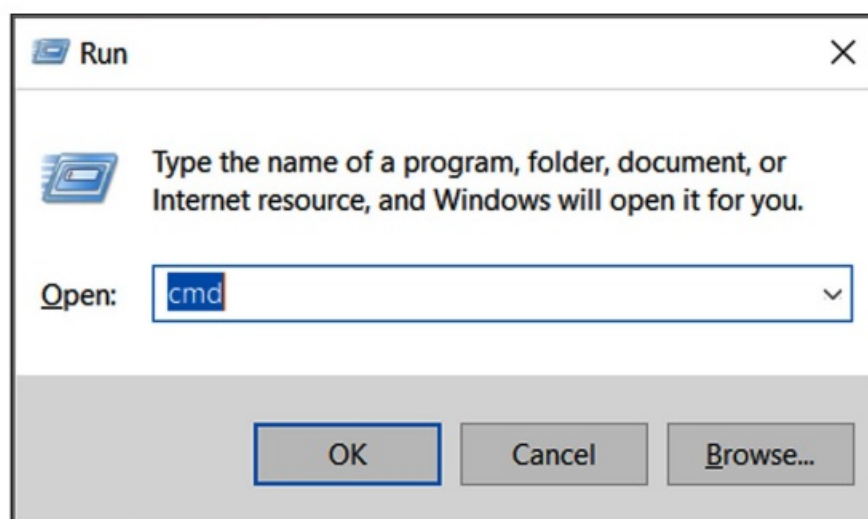 Run
Type the name of a program, folder, document, or
Internet resource, and Windows will open it for you.
Open: cmd
OK Cancel Browse...